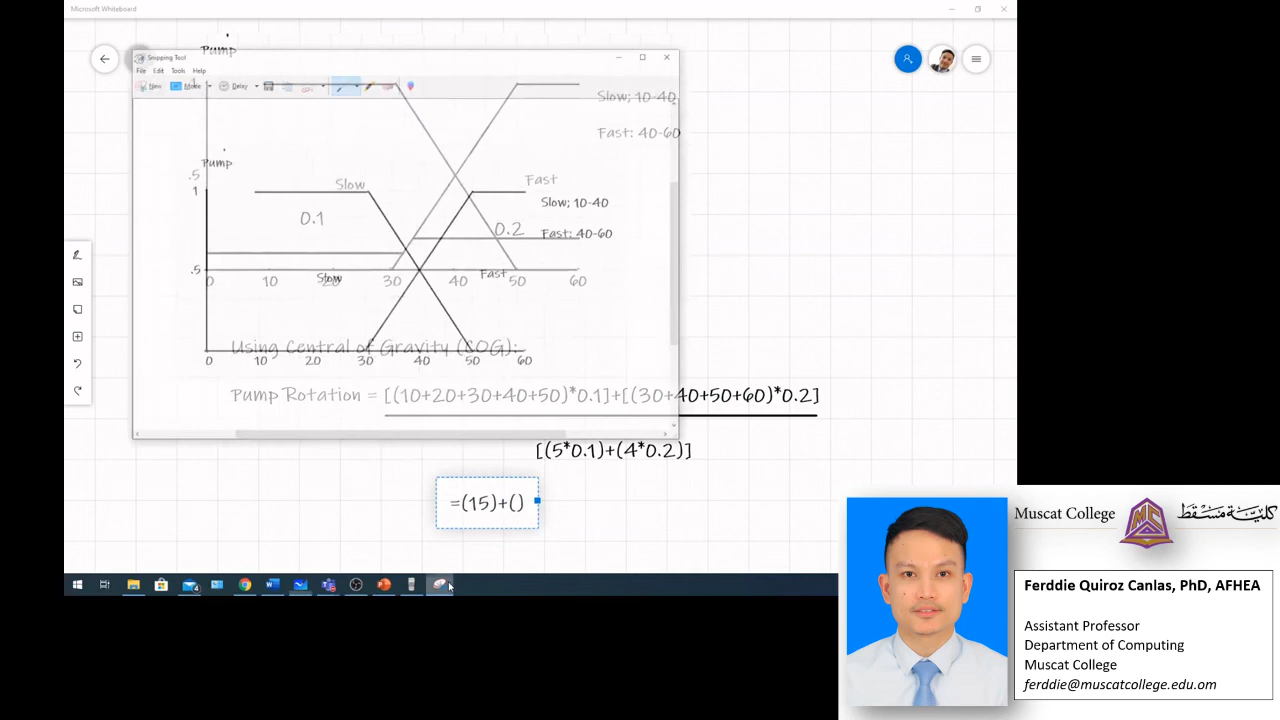 Microsoft Whiteboard
Pump
Snipping Tool
File Edit Tools Help
New Mode Delay
1
Slow; 10-40
Fast: 40-60
Pump
.5
1
Slow
Fast
0.1
Slow; 10-40
0.2
Fast: 40-60
.5
0 10 20 30 40 50 60
Slow
Fast
Using Central of Gravity (COG):
0 10 20 30 40 50 60
Pump Rotation = [(10+20+30+40+50)*0.1]+[(30+40+50+60)*0.2]
[(5*0.1)+(4*0.2)]
=(15)+()
Muscat College
كليّة مسقط
Ferddie Quiroz Canlas, PhD, AFHEA
Assistant Professor
Department of Computing
Muscat College
ferddie@muscatcollege.edu.om